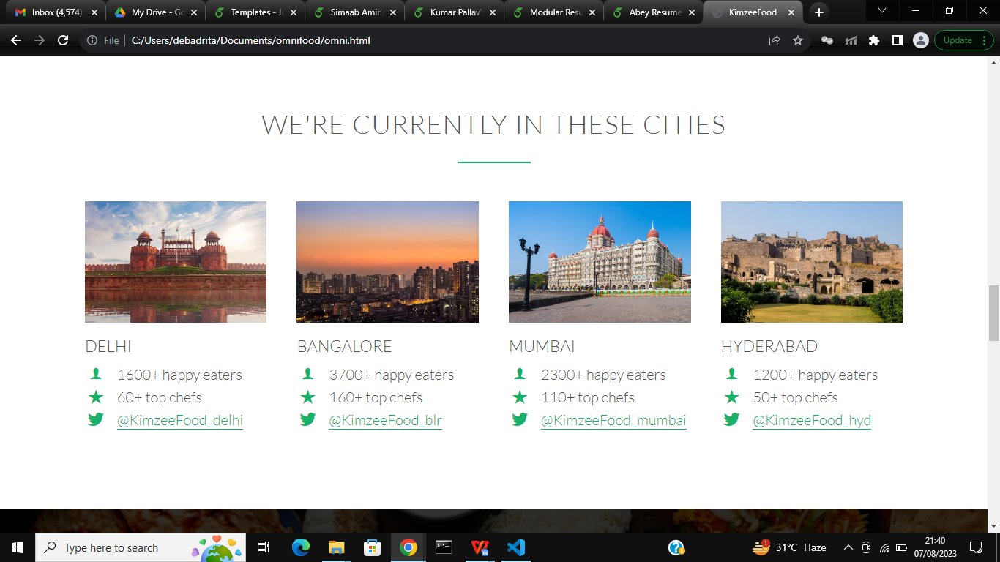 Inbox (4,574)
My Drive - Go
Templates - Jo
Simaab Amir's
Kumar Pallav'
Modular Resu
Abey Resume
KimzeeFood
File
C:/Users/debadrita/Documents/omnifood/omni.html
Update
WE'RE CURRENTLY IN THESE CITIES
DELHI
1600+ happy eaters
60+ top chefs
@KimzeeFood_delhi
BANGALORE
3700+ happy eaters
160+ top chefs
@KimzeeFood_blr
MUMBAI
2300+ happy eaters
110+ top chefs
@KimzeeFood_mumbai
HYDERABAD
1200+ happy eaters
50+ top chefs
@KimzeeFood_hyd
Type here to search
1
31°C Haze
21:40
07/08/2023